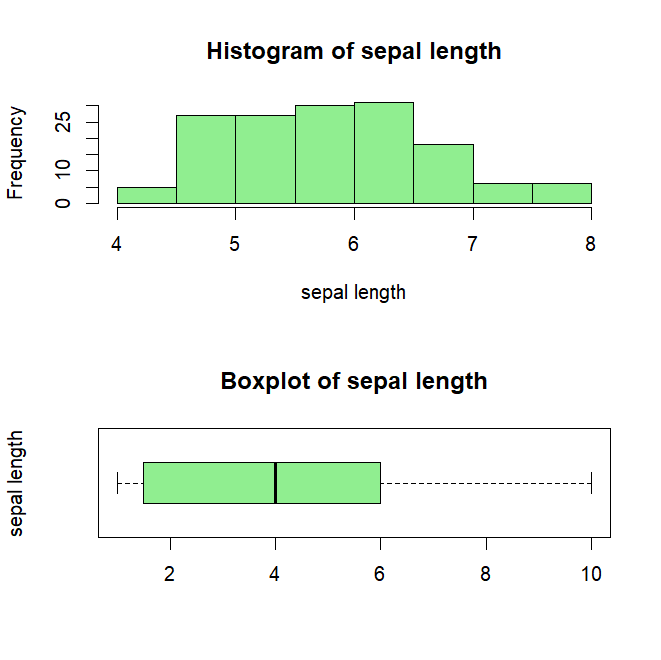 Histogram of sepal length
Frequency
25
10
0
4 5 6 7 8
sepal length
Boxplot of sepal length
sepal length
2 4 6 8 10